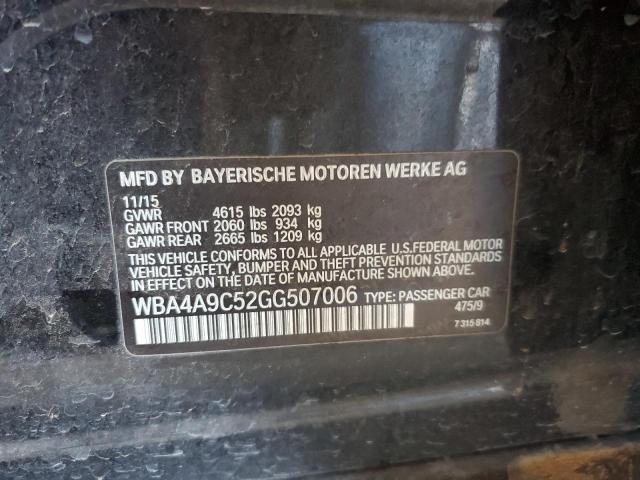 MFD BY BAYERISCHE MOTOREN WERKE AG
11/15
GVWR 4615 lbs 2093 kg
GAWR FRONT 2060 lbs 934 kg
GAWR REAR 2665 lbs 1209 kg
THIS VEHICLE CONFORMS TO ALL APPLICABLE U.S.FEDERAL MOTOR
VEHICLE SAFETY, BUMPER AND THEFT PREVENTION STANDARDS
IN EFFECT ON THE DATE OF MANUFACTURE SHOWN ABOVE.
WBA4A9C52GG507006 TYPE: PASSENGER CAR
475/9
7 315 814